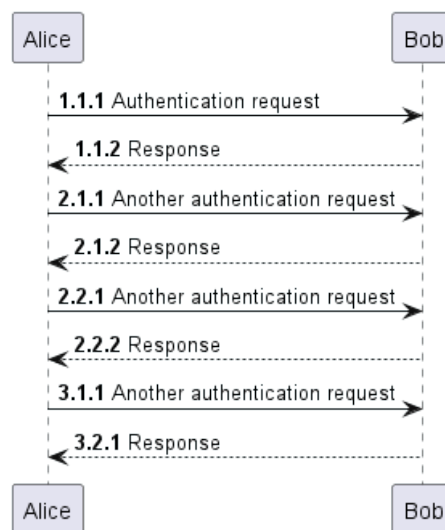 Alice Bob
1.1.1 Authentication request
1.1.2 Response
2.1.1 Another authentication request
2.1.2 Response
2.2.1 Another authentication request
2.2.2 Response
3.1.1 Another authentication request
3.2.1 Response
Alice Bob